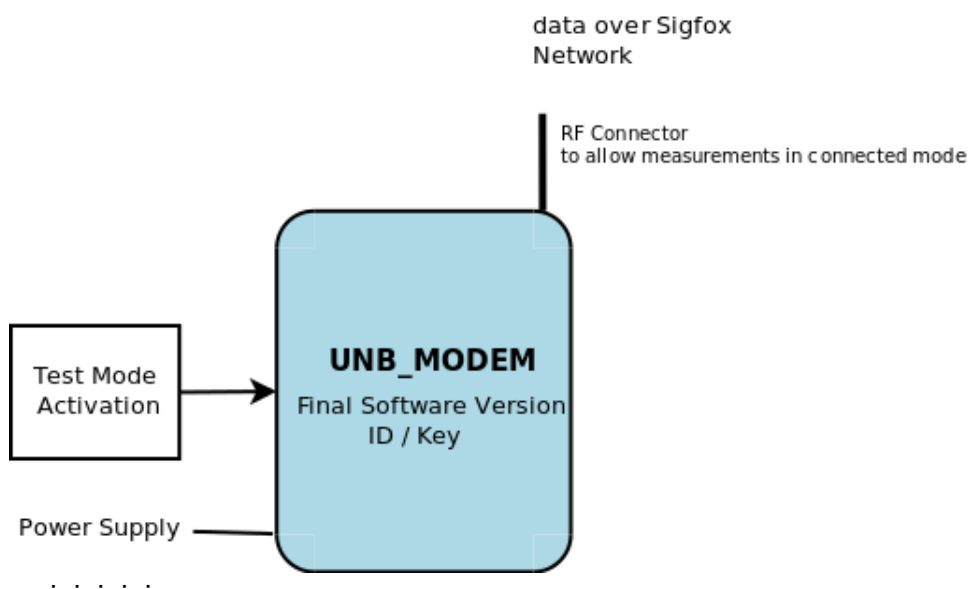 data over Sigfox
Network
RF Connector
to allow measurements in connected mode
UNB_MODEM
Test Mode
Activation
Final Software Version
ID / Key
Power Supply
. . . . .